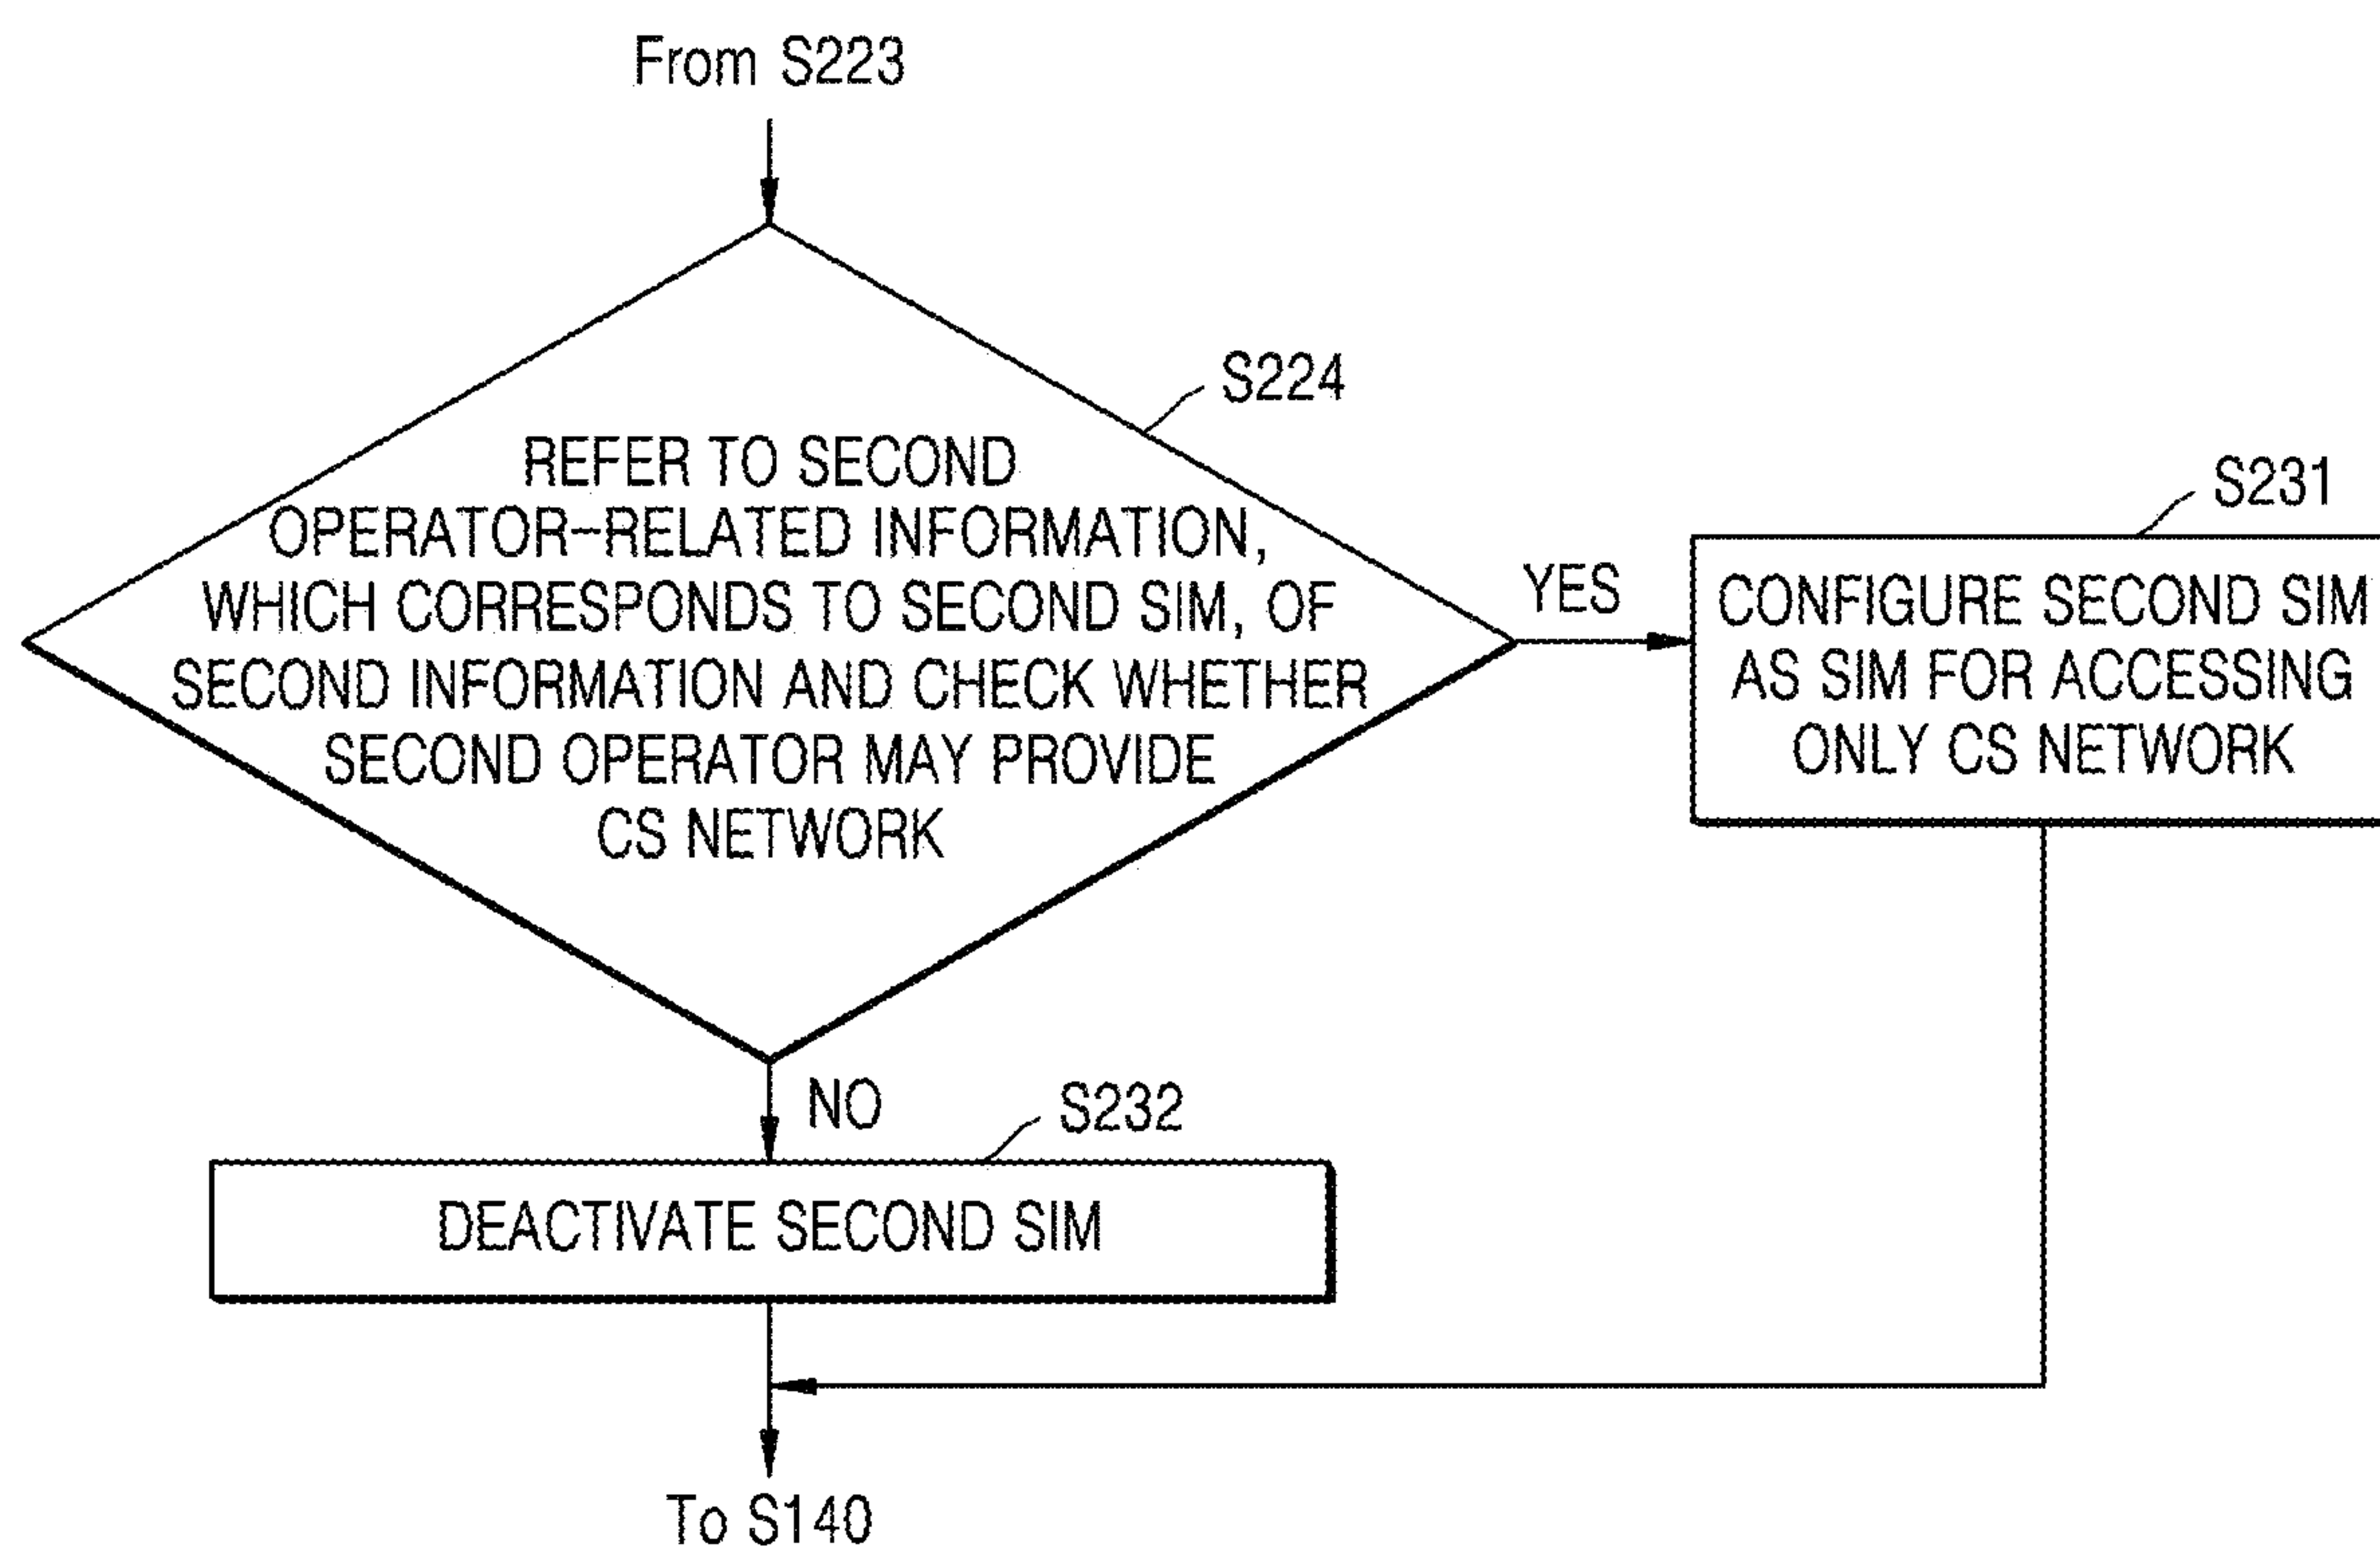 From S223
S224
REFER TO SECOND
OPERATOR-RELATED INFORMATION,
WHICH CORRESPONDS TO SECOND SIM, OF
SECOND INFORMATION AND CHECK WHETHER
SECOND OPERATOR MAY PROVIDE
CS NETWORK
YES
S231
CONFIGURE SECOND SIM
AS SIM FOR ACCESSING
ONLY CS NETWORK
NO
S232
DEACTIVATE SECOND SIM
To S140